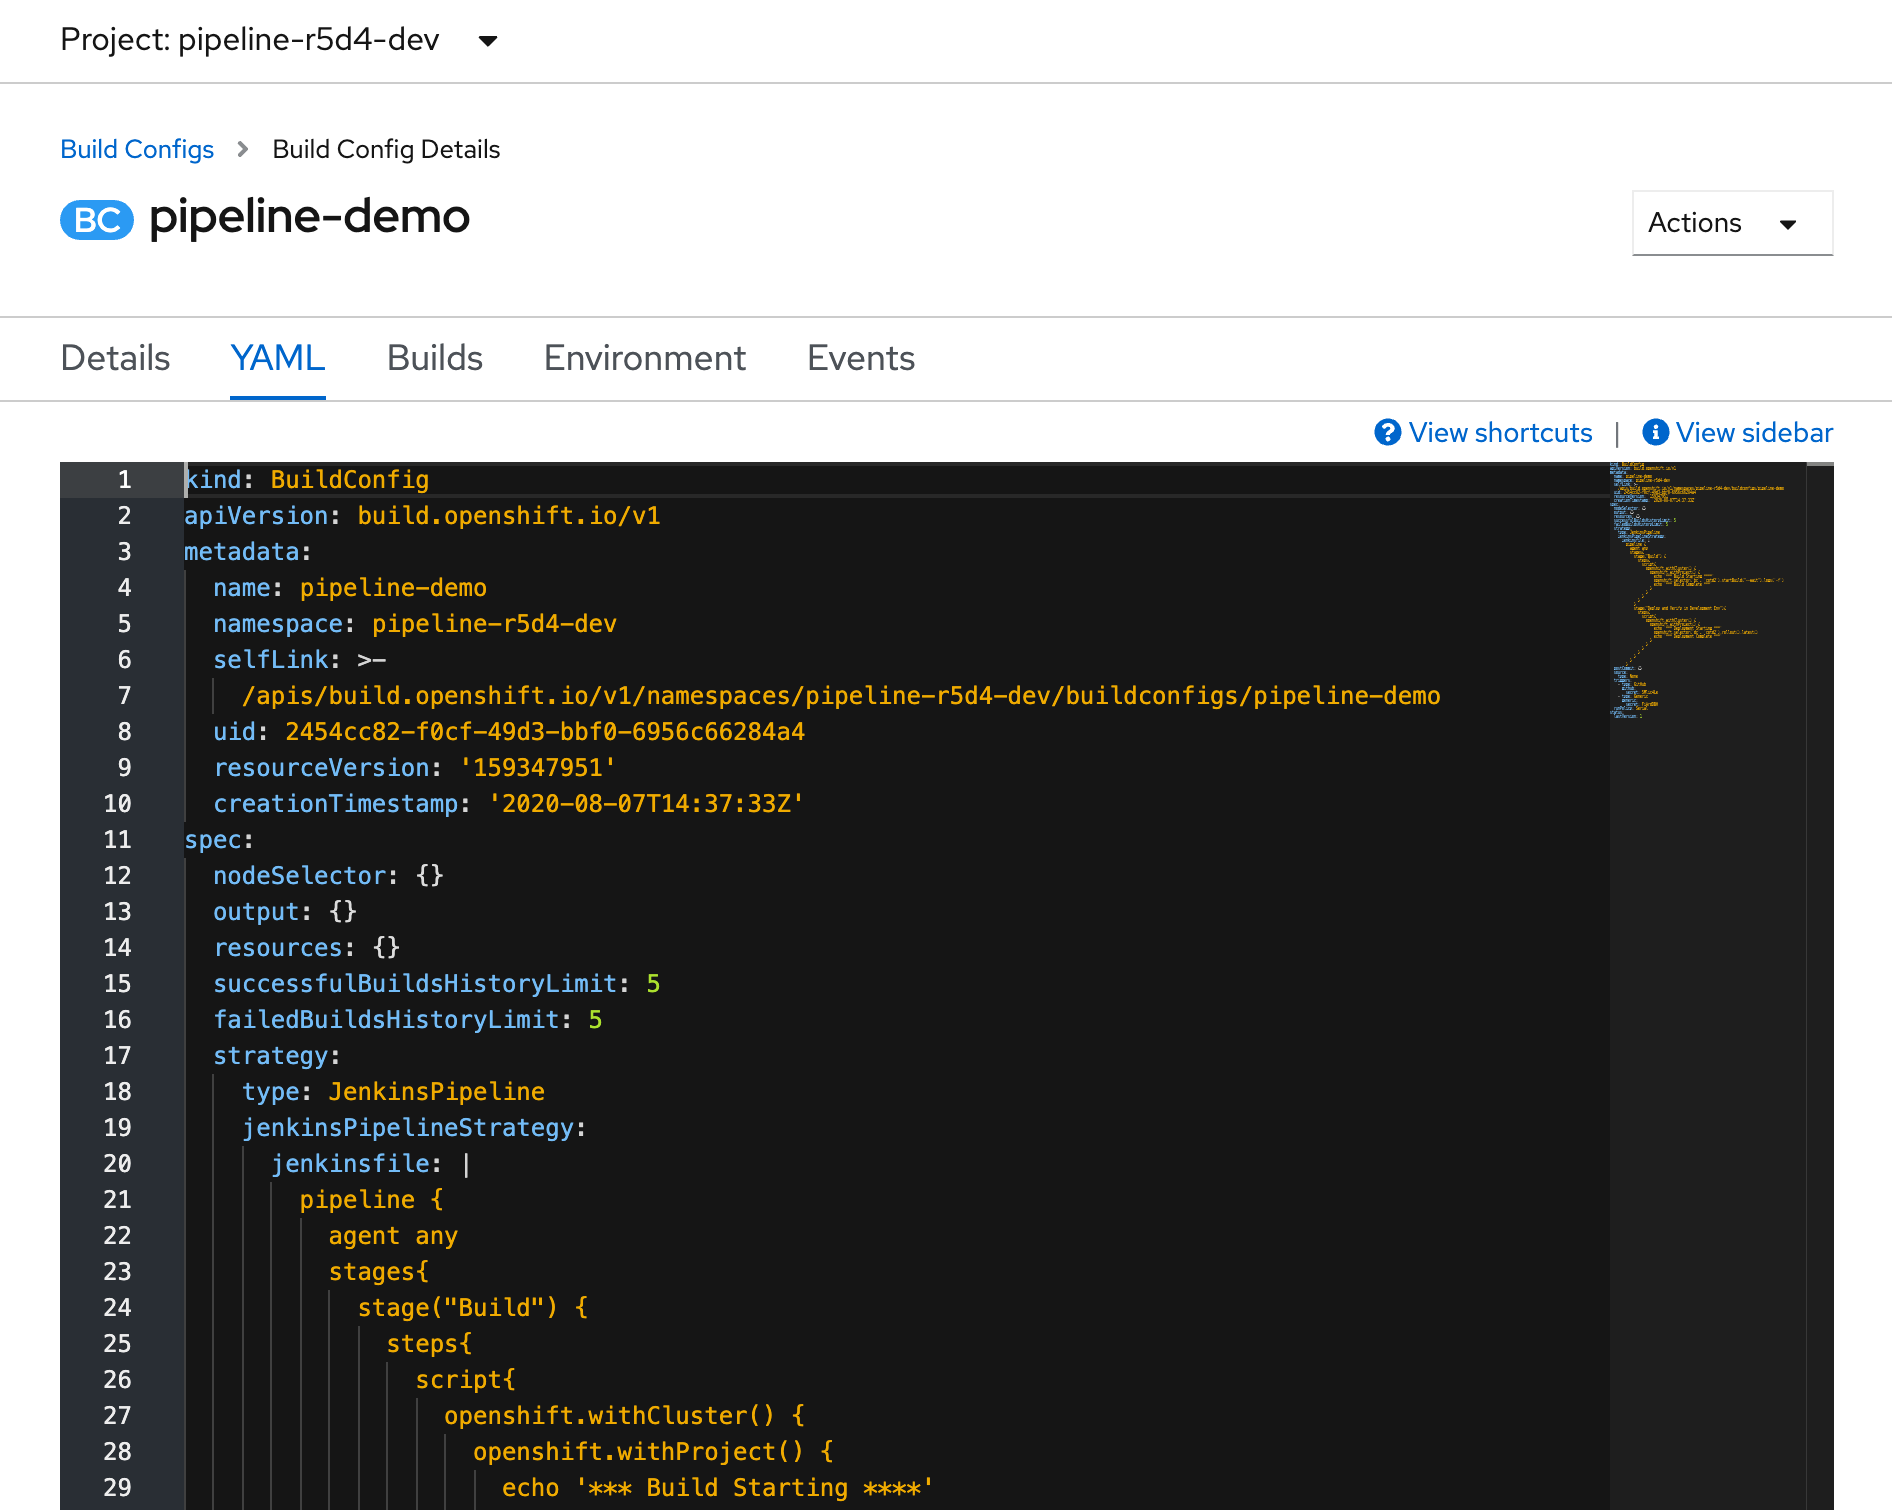 Project: pipeline-r5d4-dev
Build Configs > Build Config Details
BC pipeline-demo
Actions
Details YAML Builds Environment Events
View shortcuts | View sidebar
1 kind: BuildConfig
2 apiVersion: build.openshift.io/v1
3 metadata:
4 name: pipeline-demo
5 namespace: pipeline-r5d4-dev
6 selfLink: >-
7 /apis/build.openshift.io/v1/namespaces/pipeline-r5d4-dev/buildconfigs/pipeline-demo
8 uid: 2454cc82-f0cf-49d3-bbf0-6956c66284a4
9 resourceVersion: '159347951'
10 creationTimestamp: '2020-08-07T14:37:33Z'
11 spec:
12 nodeSelector: {}
13 output: {}
14 resources: {}
15 successfulBuildsHistoryLimit: 5
16 failedBuildsHistoryLimit: 5
17 strategy:
18 type: JenkinsPipeline
19 jenkinsPipelineStrategy:
20 jenkinsfile: |
21 pipeline {
22 agent any
23 stages{
24 stage("Build") {
25 steps{
26 script{
27 openshift.withCluster() {
28 openshift.withProject() {
29 echo '*** Build Starting ****'